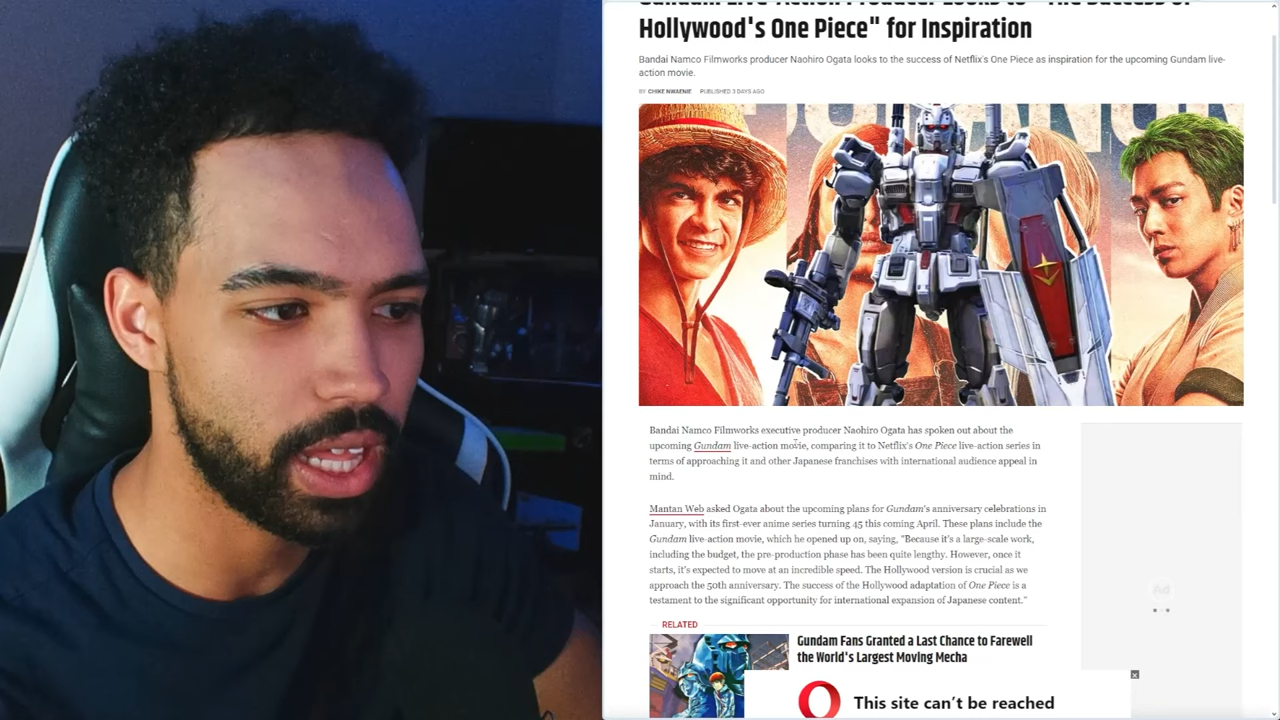 Gundam Live-Action Producer Looks to "The Success of
Hollywood's One Piece" for Inspiration
Bandai Namco Filmworks producer Naohiro Ogata looks to the success of Netflix's One Piece as inspiration for the upcoming Gundam live-
action movie.
BY CHIKE NWAENIE PUBLISHED 3 DAYS AGO
Bandai Namco Filmworks executive producer Naohiro Ogata has spoken out about the
upcoming Gundam live-action movie, comparing it to Netflix's One Piece live-action series in
terms of approaching it and other Japanese franchises with international audience appeal in
mind.
Mantan Web asked Ogata about the upcoming plans for Gundam's anniversary celebrations in
January, with its first-ever anime series turning 45 this coming April. These plans include the
Gundam live-action movie, which he opened up on, saying, "Because it's a large-scale work,
including the budget, the pre-production phase has been quite lengthy. However, once it
starts, it's expected to move at an incredible speed. The Hollywood version is crucial as we
approach the 50th anniversary. The success of the Hollywood adaptation of One Piece is a
testament to the significant opportunity for international expansion of Japanese content."
Ad
RELATED
Gundam Fans Granted a Last Chance to Farewell
the World's Largest Moving Mecha
This site can't be reached